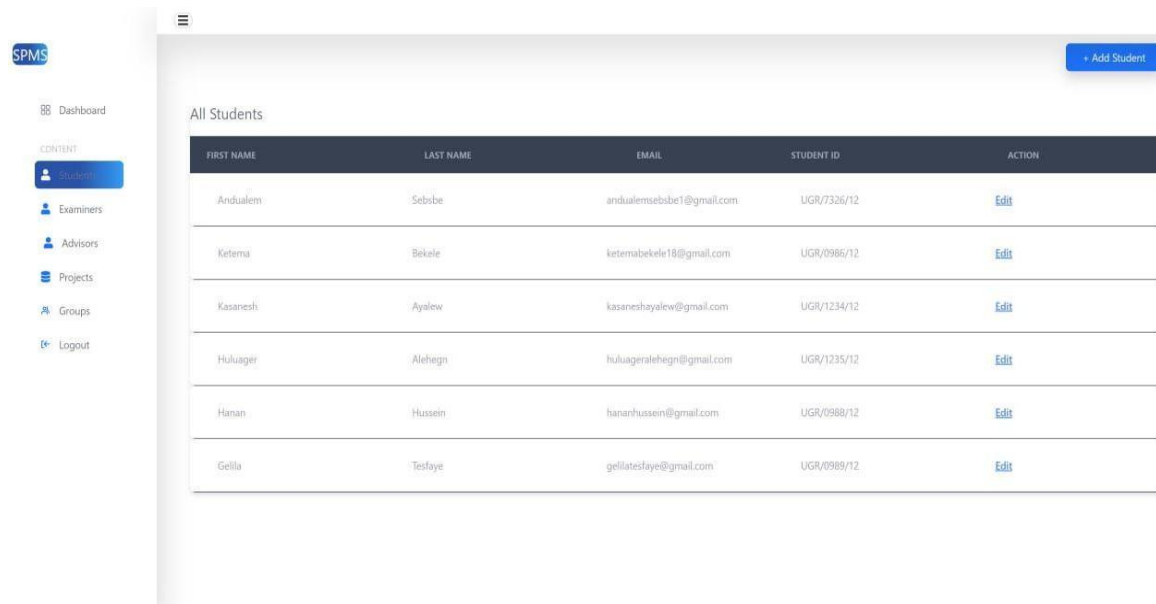 SPMS
+ Add Student
Dashboard
CONTENT
Students
Examiners
Advisors
Projects
Groups
Logout
All Students
FIRST NAME LAST NAME EMAIL STUDENT ID ACTION
Andualem Sebsbe andualemsebsbe1@gmail.com UGR/7326/12 Edit
Ketema Bekele ketemabekele18@gmail.com UGR/0986/12 Edit
Kasanesh Ayalew kasaneshayalew@gmail.com UGR/1234/12 Edit
Huluager Alehegn huluageralehegn@gmail.com UGR/1235/12 Edit
Hanan Hussein hananhussein@gmail.com UGR/0988/12 Edit
Gelila Tesfaye gelilatesfaye@gmail.com UGR/0989/12 Edit